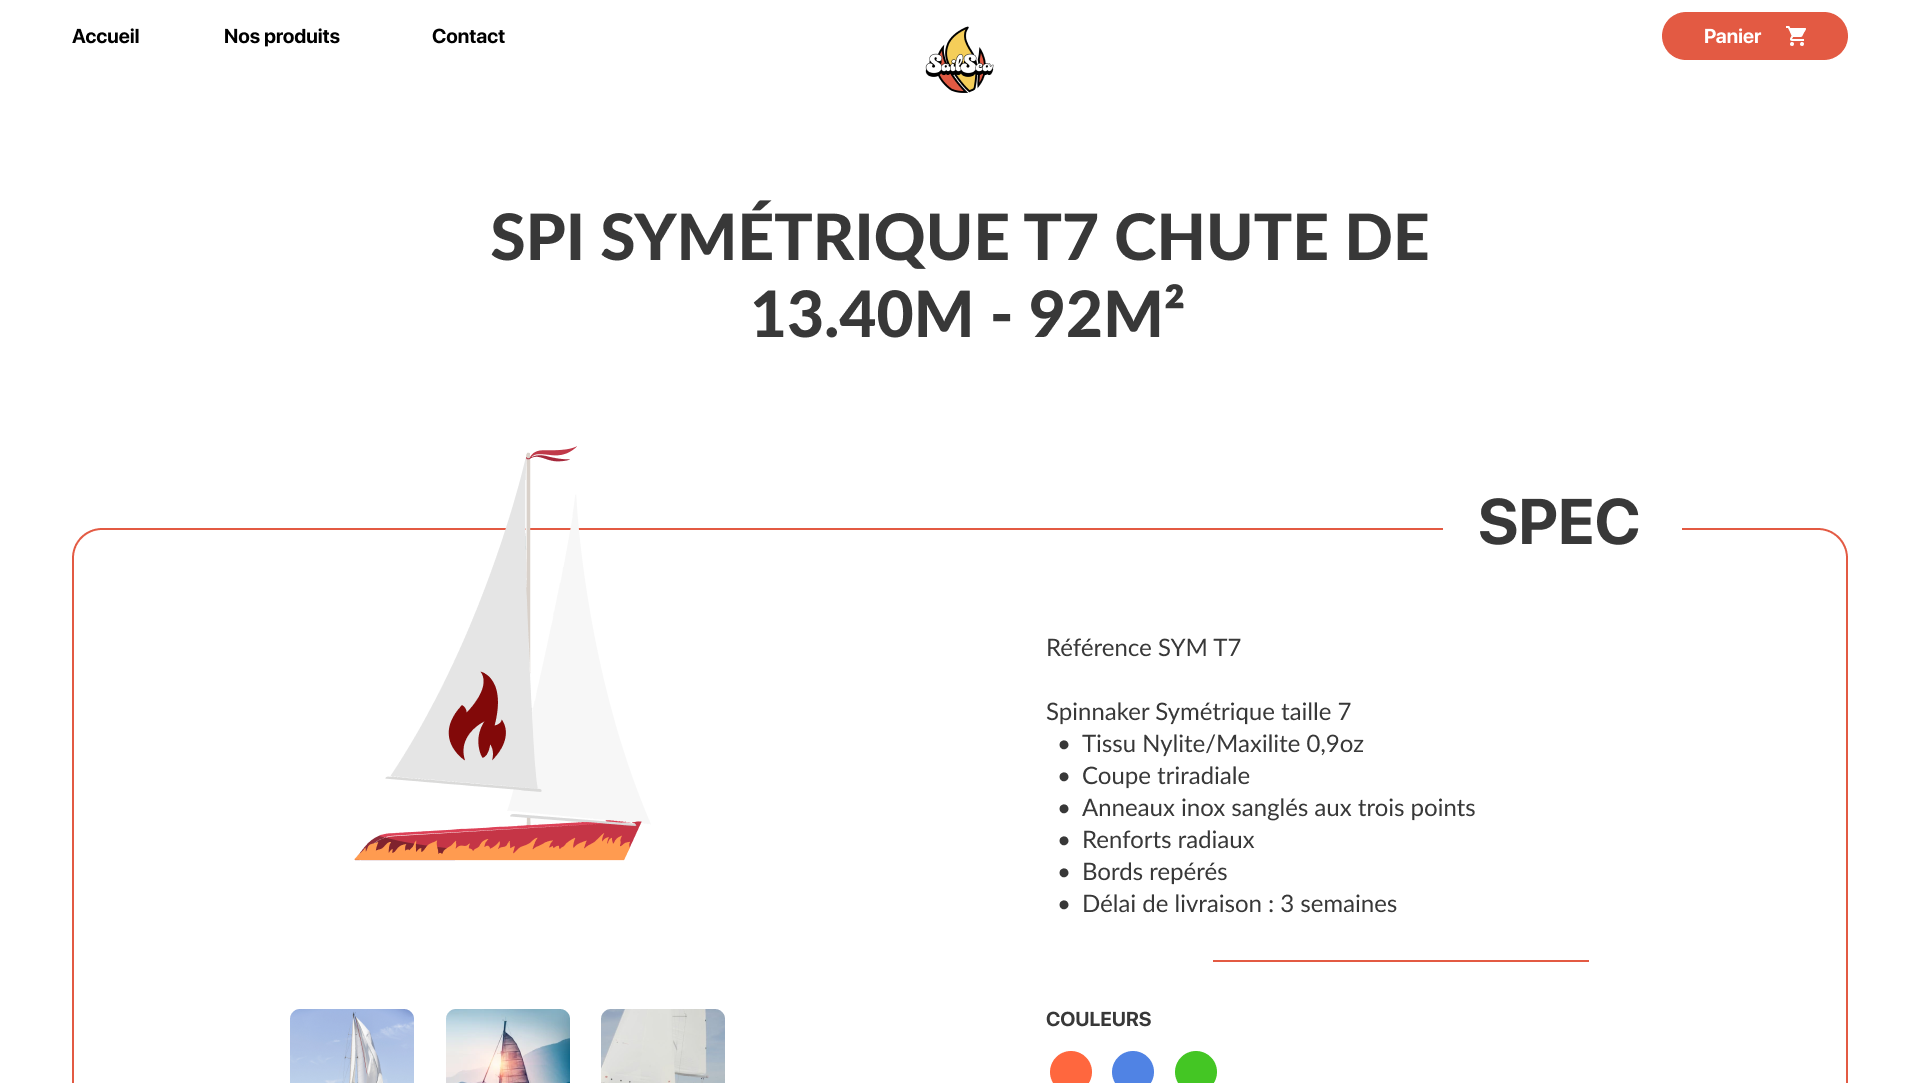 Accueil
Nos produits
Contact
SailSea
Panier
SPI SYMÉTRIQUE T7 CHUTE DE
13.40M - 92M²
SPEC
Référence SYM T7
Spinnaker Symétrique taille 7
• Tissu Nylite/Maxilite 0,9oz
• Coupe triradiale
• Anneaux inox sanglés aux trois points
• Renforts radiaux
• Bords repérés
• Délai de livraison : 3 semaines
COULEURS